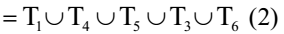 = T₁∪T₄ ∪ T₅ ∪ T₃ ∪ T₆ (2)